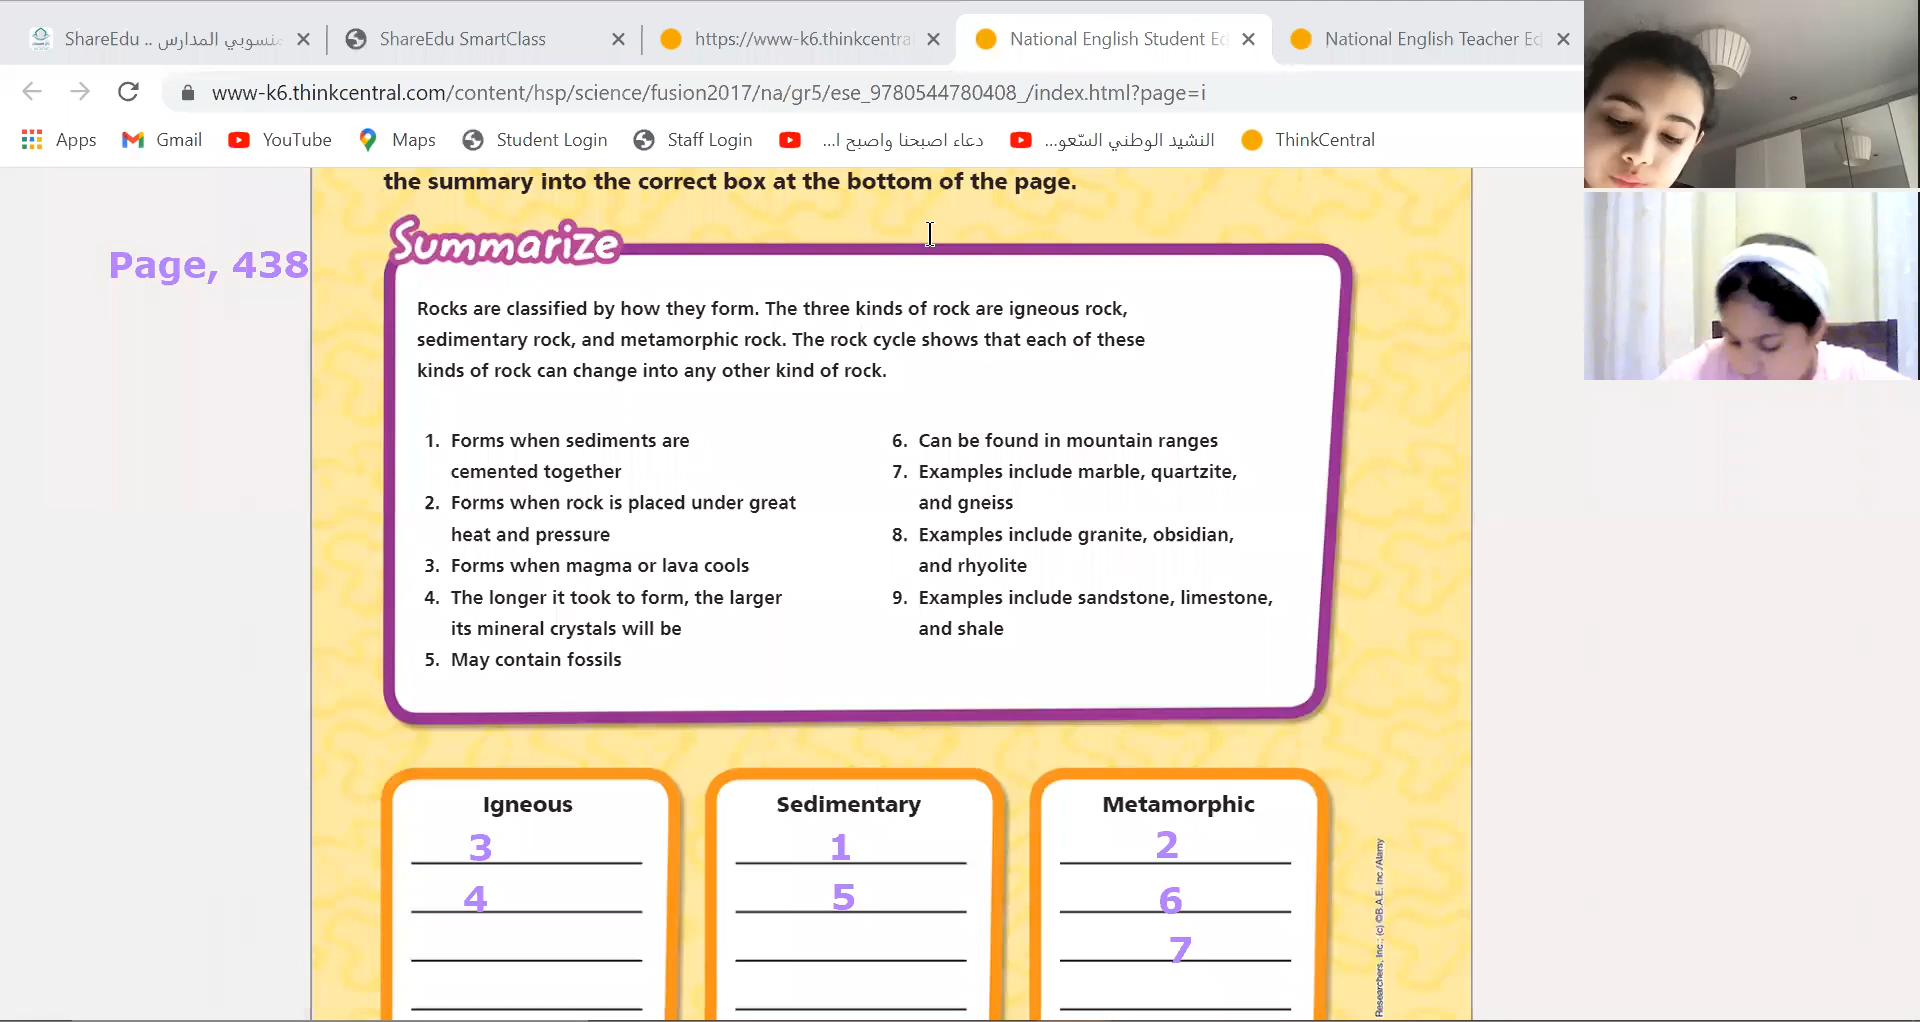 ShareEdu .. منسوبي المدارس
ShareEdu SmartClass
https://www-k6.thinkcentral
National English Student Ed
National English Teacher Ed
www-k6.thinkcentral.com/content/hsp/science/fusion2017/na/gr5/ese_9780544780408_/index.html?page=i
Apps
Gmail
YouTube
Maps
Student Login
Staff Login
دعاء اصبحنا واصبح ا...
النشيد الوطني السّعو...
ThinkCentral
the summary into the correct box at the bottom of the page.
Page, 438
Summarize
Rocks are classified by how they form. The three kinds of rock are igneous rock,
sedimentary rock, and metamorphic rock. The rock cycle shows that each of these
kinds of rock can change into any other kind of rock.
1. Forms when sediments are
cemented together
2. Forms when rock is placed under great
heat and pressure
3. Forms when magma or lava cools
4. The longer it took to form, the larger
its mineral crystals will be
5. May contain fossils
6. Can be found in mountain ranges
7. Examples include marble, quartzite,
and gneiss
8. Examples include granite, obsidian,
and rhyolite
9. Examples include sandstone, limestone,
and shale
Igneous
3
4
Sedimentary
1
5
Metamorphic
2
6
7
Researchers, Inc.; (c) ©B.A.E. Inc./Alamy